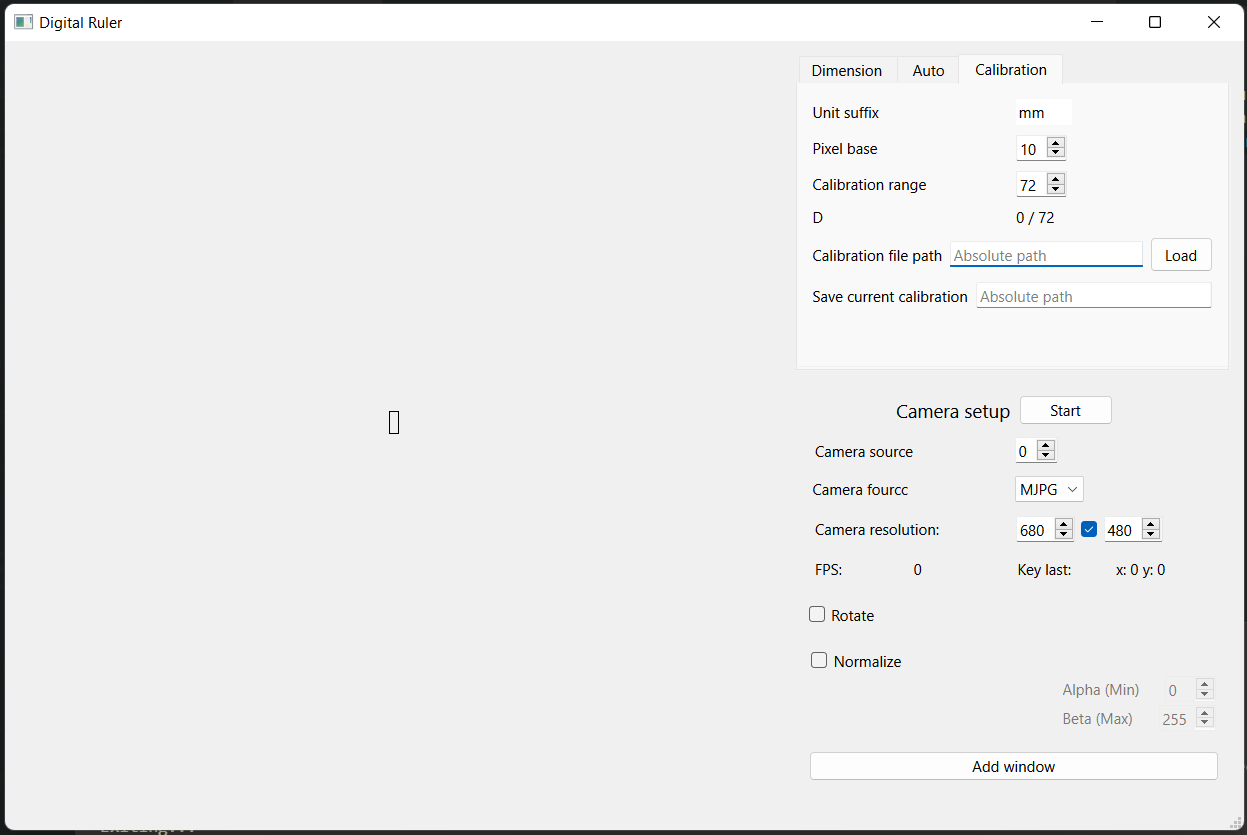 Digital Ruler
Dimension Auto Calibration
Unit suffix mm
Pixel base 10
Calibration range 72
D 0 / 72
Calibration file path Absolute path Load
Save current calibration Absolute path
Camera setup Start
Camera source 0
Camera fourcc MJPG
Camera resolution: 680 480
FPS: 0 Key last: x: 0 y: 0
Rotate
Normalize
Alpha (Min) 0
Beta (Max) 255
Add window